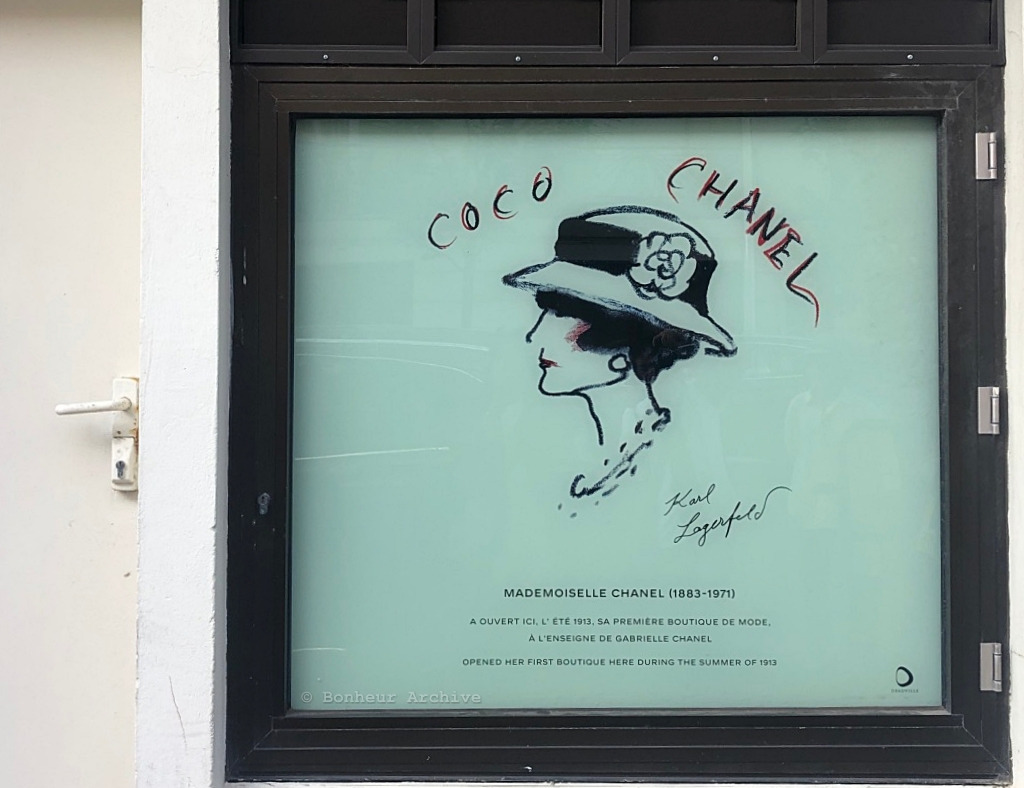 COCO CHANEL
Karl
Lagerfeld
MADEMOISELLE CHANEL (1883-1971)
A OUVERT ICI, L' ÉTÉ 1913, SA PREMIÈRE BOUTIQUE DE MODE,
À L'ENSEIGNE DE GABRIELLE CHANEL
OPENED HER FIRST BOUTIQUE HERE DURING THE SUMMER OF 1913
© Bonheur Archive